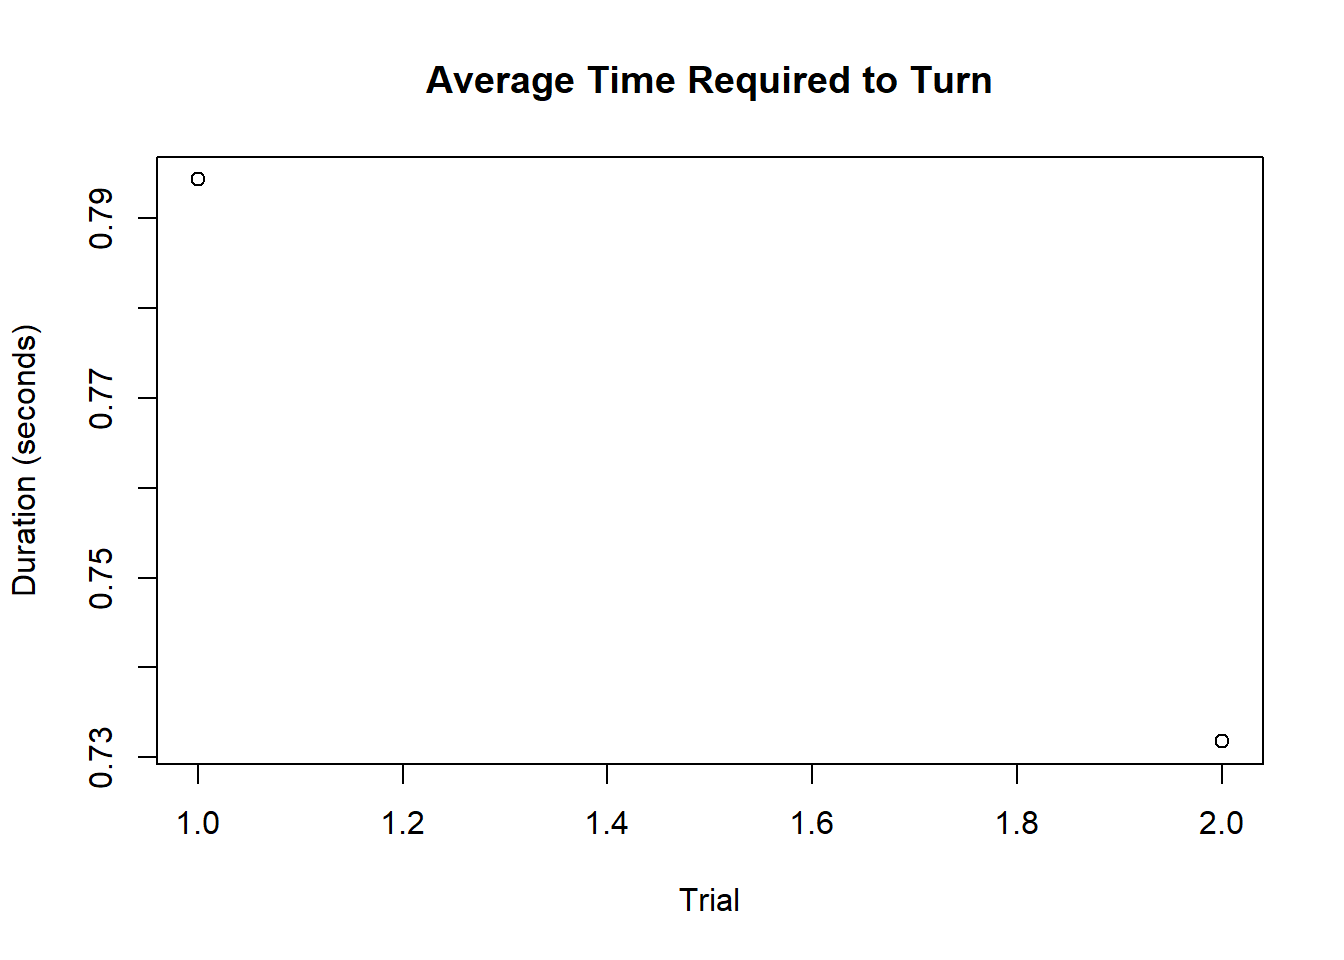 Average Time Required to Turn
Duration (seconds)
0.79
0.77
0.75
0.73
1.0 1.2 1.4 1.6 1.8 2.0
Trial